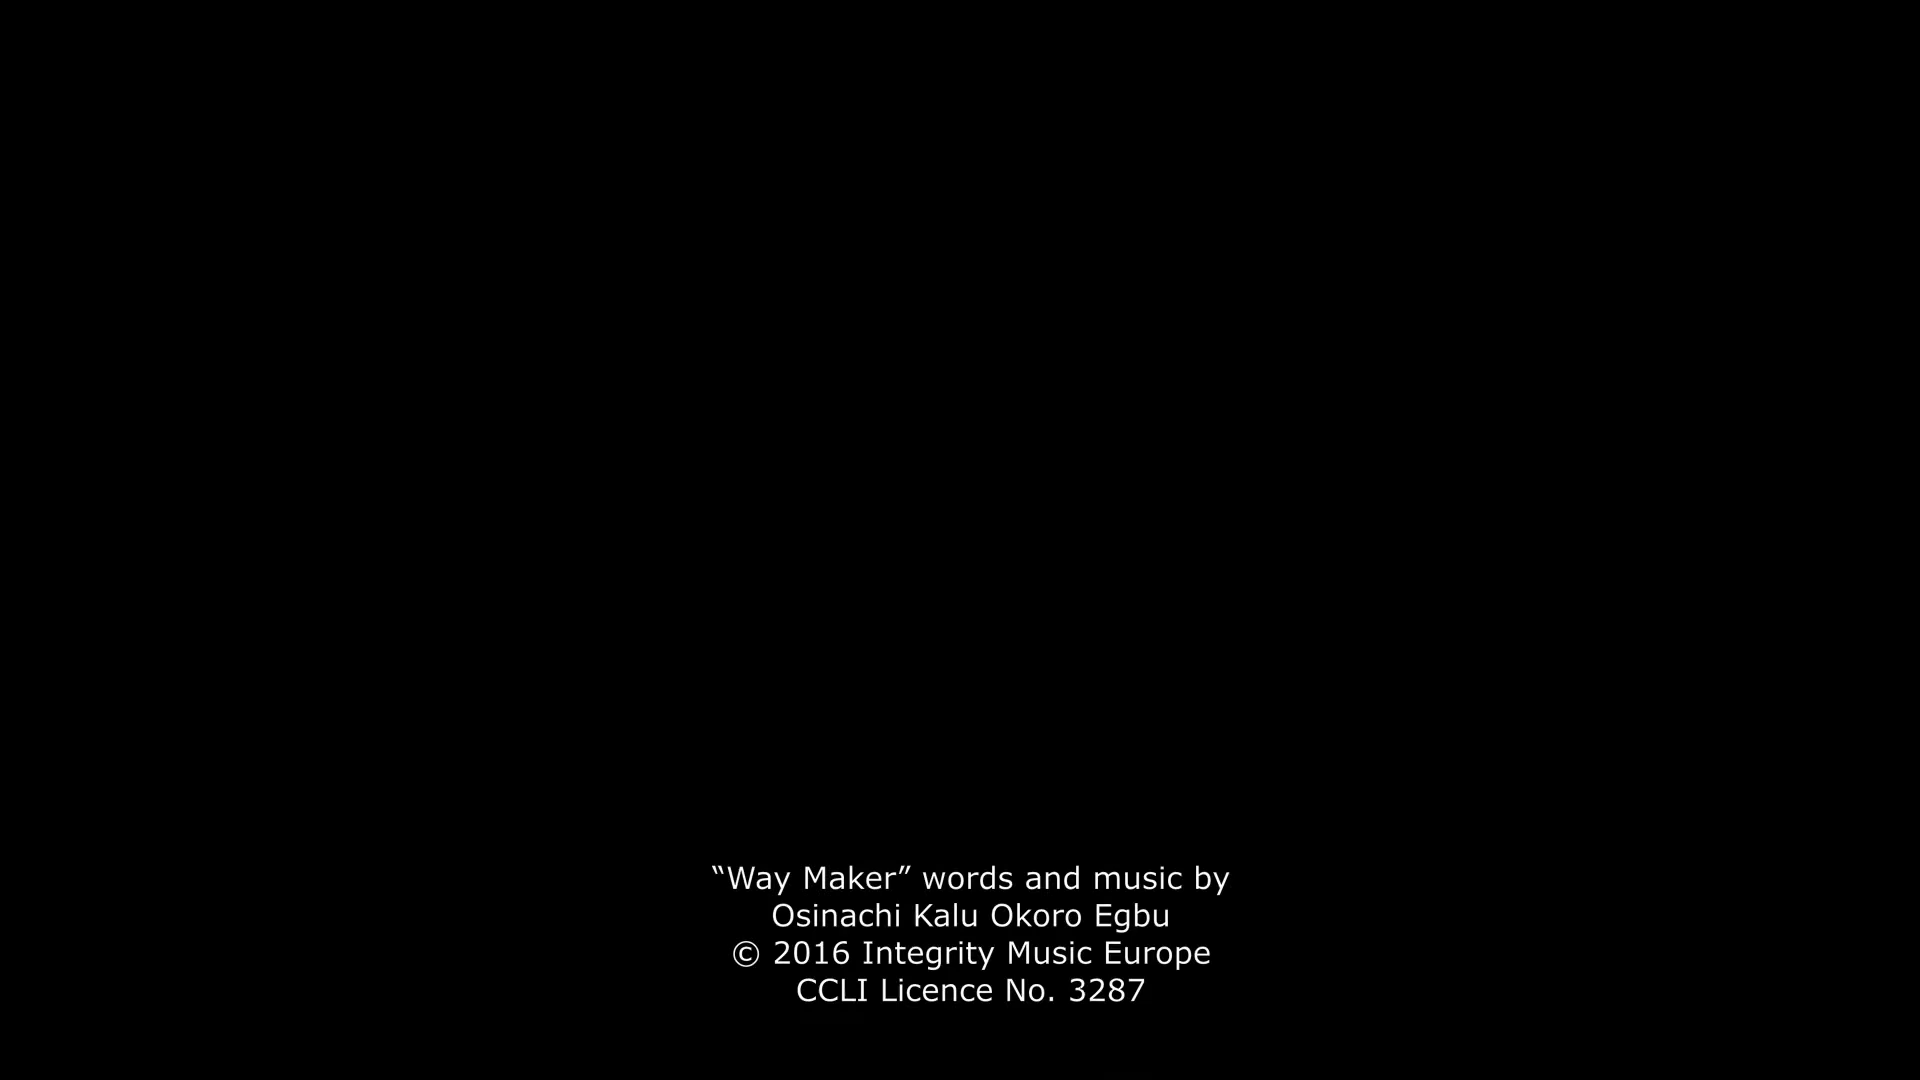 “Way Maker” words and music by
Osinachi Kalu Okoro Egbu
© 2016 Integrity Music Europe
CCLI Licence No. 3287